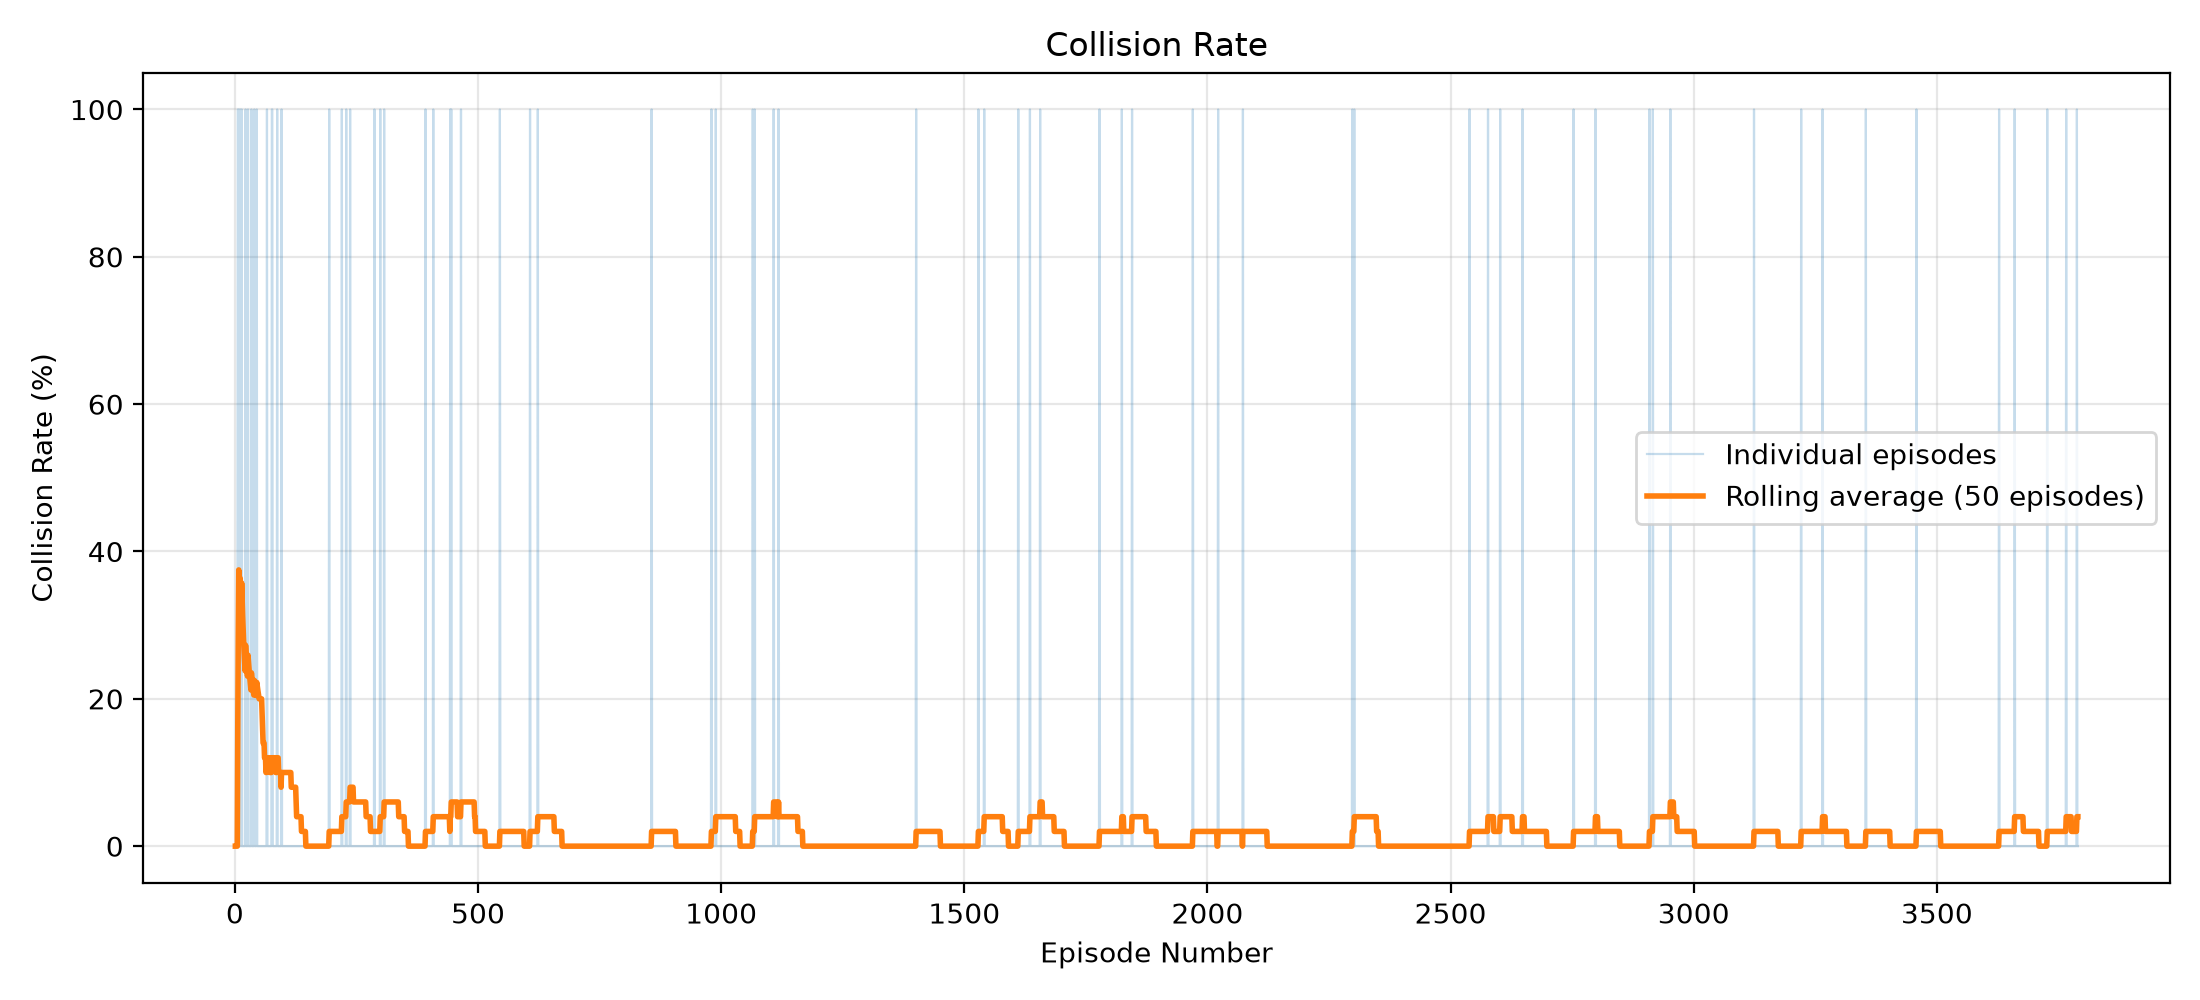 Collision Rate
100
80
60
40
20
0
Collision Rate (%)
Individual episodes
Rolling average (50 episodes)
0 500 1000 1500 2000 2500 3000 3500
Episode Number